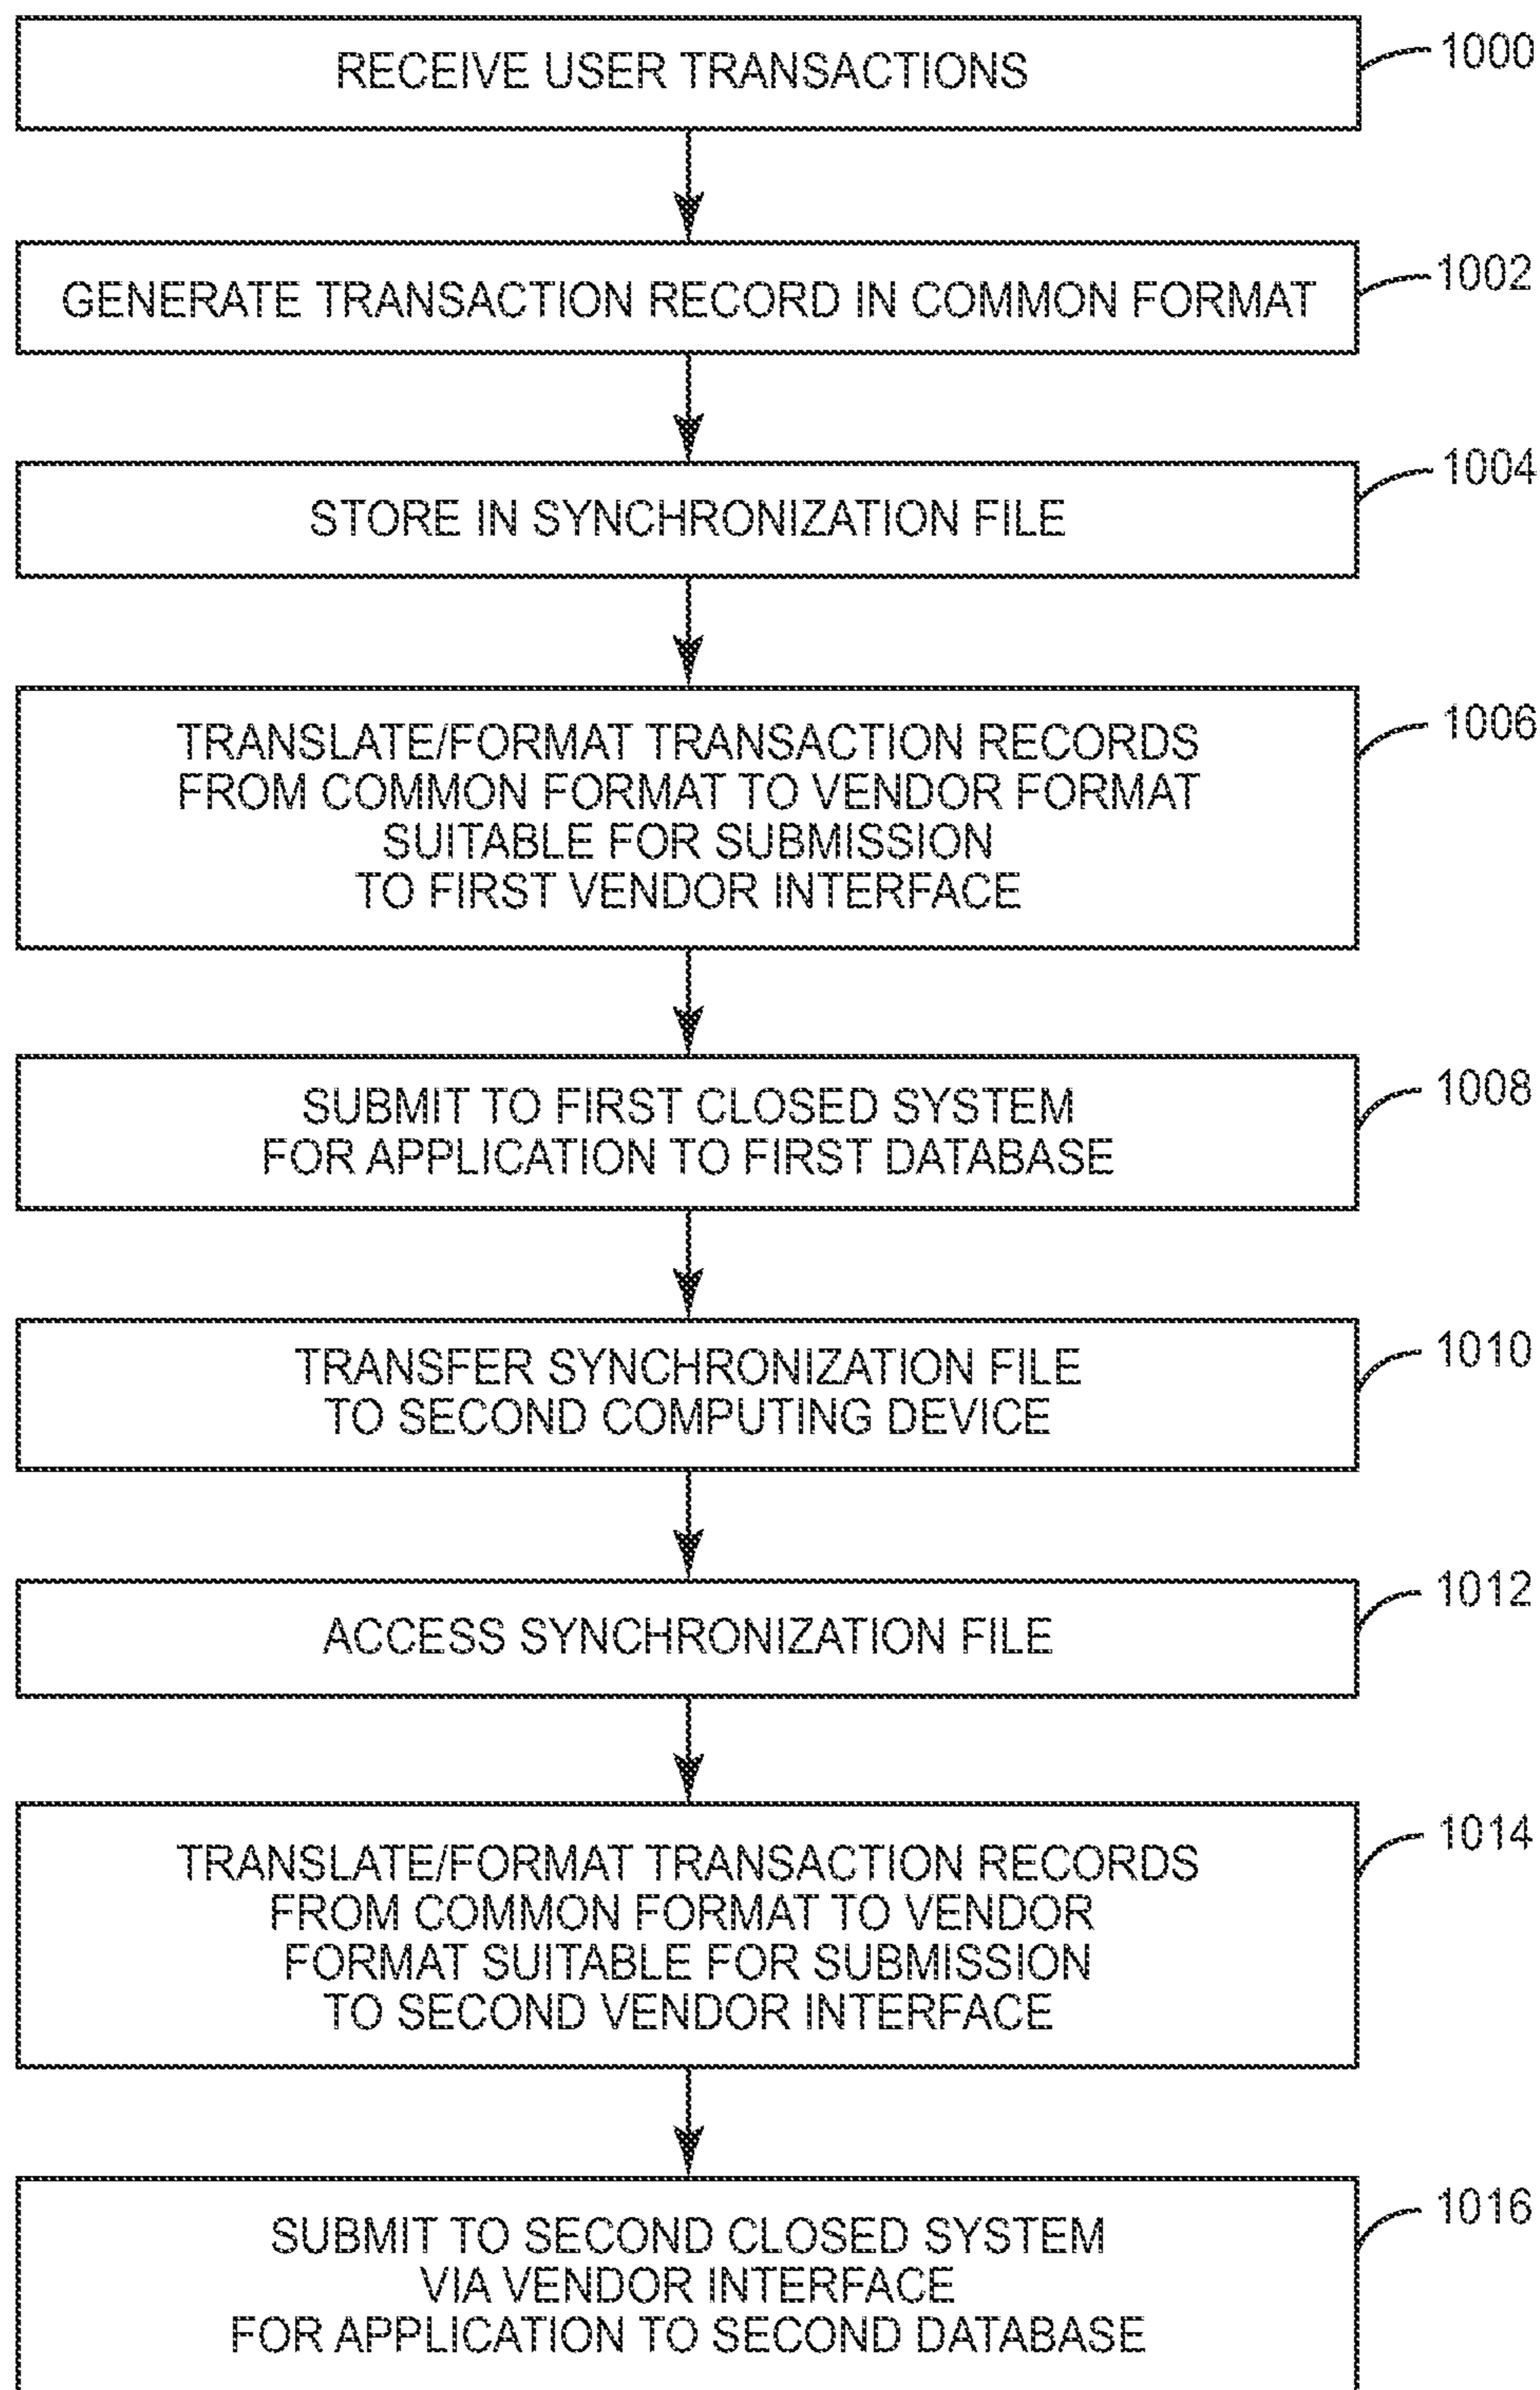 RECEIVE USER TRANSACTIONS
1000
GENERATE TRANSACTION RECORD IN COMMON FORMAT
1002
STORE IN SYNCHRONIZATION FILE
1004
TRANSLATE/FORMAT TRANSACTION RECORDS
FROM COMMON FORMAT TO VENDOR FORMAT
SUITABLE FOR SUBMISSION
TO FIRST VENDOR INTERFACE
1006
SUBMIT TO FIRST CLOSED SYSTEM
FOR APPLICATION TO FIRST DATABASE
1008
TRANSFER SYNCHRONIZATION FILE
TO SECOND COMPUTING DEVICE
1010
ACCESS SYNCHRONIZATION FILE
1012
TRANSLATE/FORMAT TRANSACTION RECORDS
FROM COMMON FORMAT TO VENDOR
FORMAT SUITABLE FOR SUBMISSION
TO SECOND VENDOR INTERFACE
1014
SUBMIT TO SECOND CLOSED SYSTEM
VIA VENDOR INTERFACE
FOR APPLICATION TO SECOND DATABASE
1016